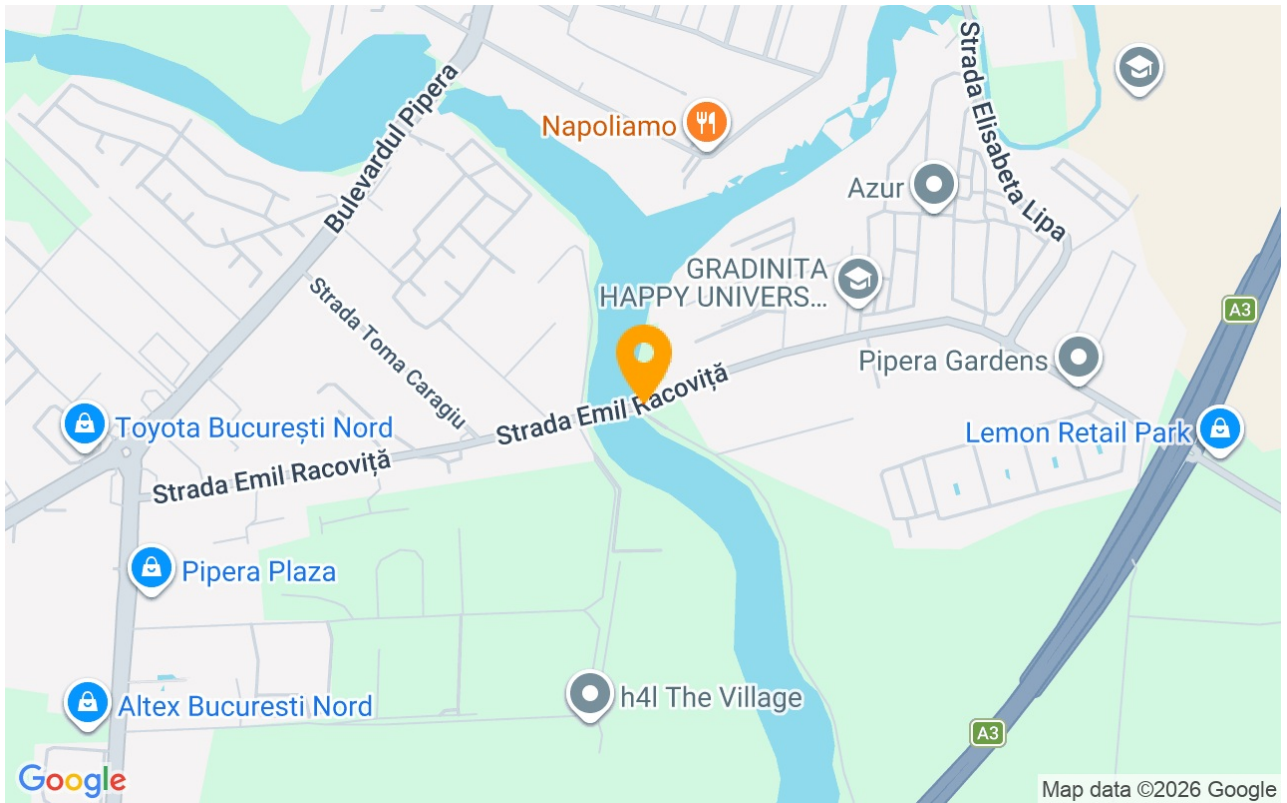 Bulevardul Pipera
Strada Elisabeta Lipa
Napoliamo
Azur
GRADINITA
HAPPY UNIVERS...
A3
Strada Toma Caragiu
Pipera Gardens
Strada Emil Racoviță
Toyota București Nord
Lemon Retail Park
Strada Emil Racoviță
Pipera Plaza
h4l The Village
Altex Bucuresti Nord
A3
Google
Map data ©2026 Google